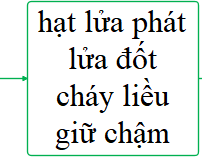 hạt lửa phát
lửa đốt
cháy liều
giữ chậm